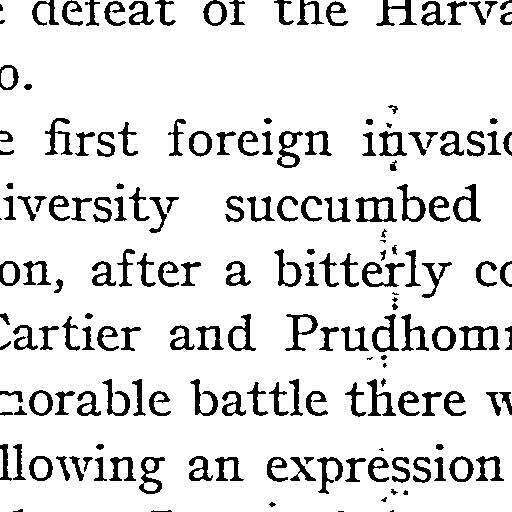 defeat of the Harva
o.
e first foreign invasio
iversity succumbed
on, after a bitterly co
Cartier and Prudhom
morable battle there w
llowing an expression